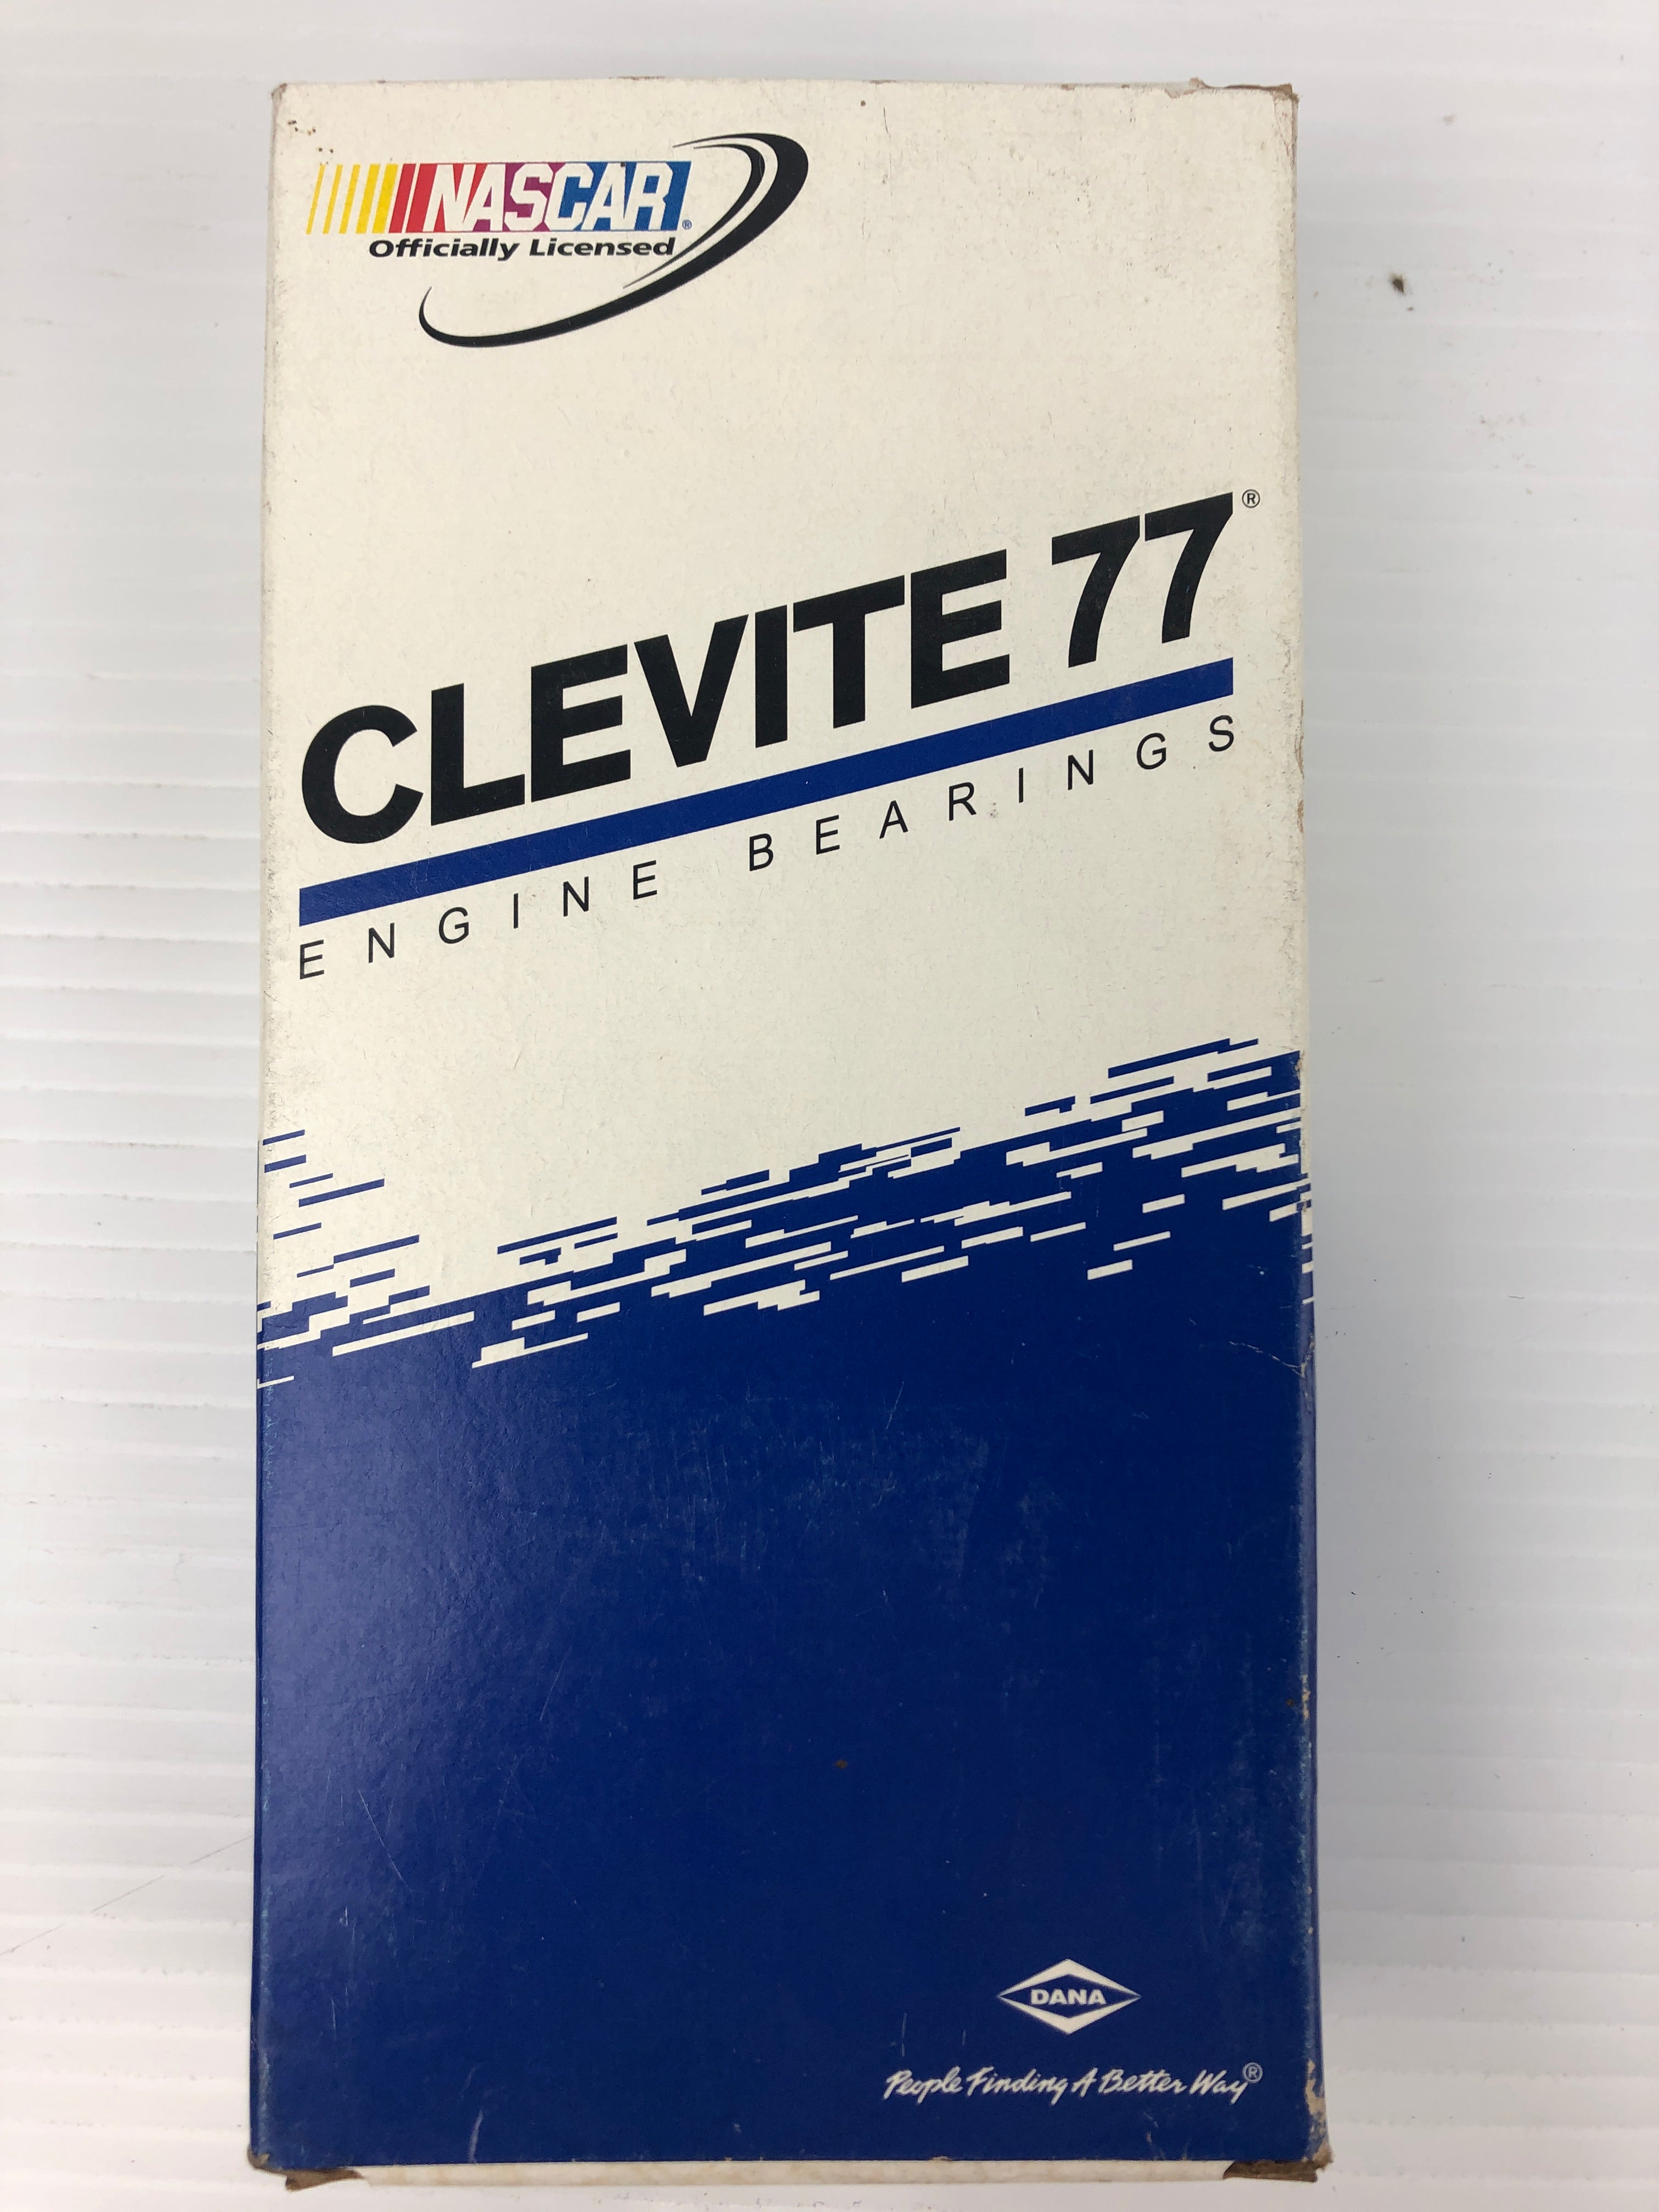 NASCAR®
Officially Licensed
CLEVITE 77®
ENGINE BEARINGS
DANA
People Finding A Better Way®